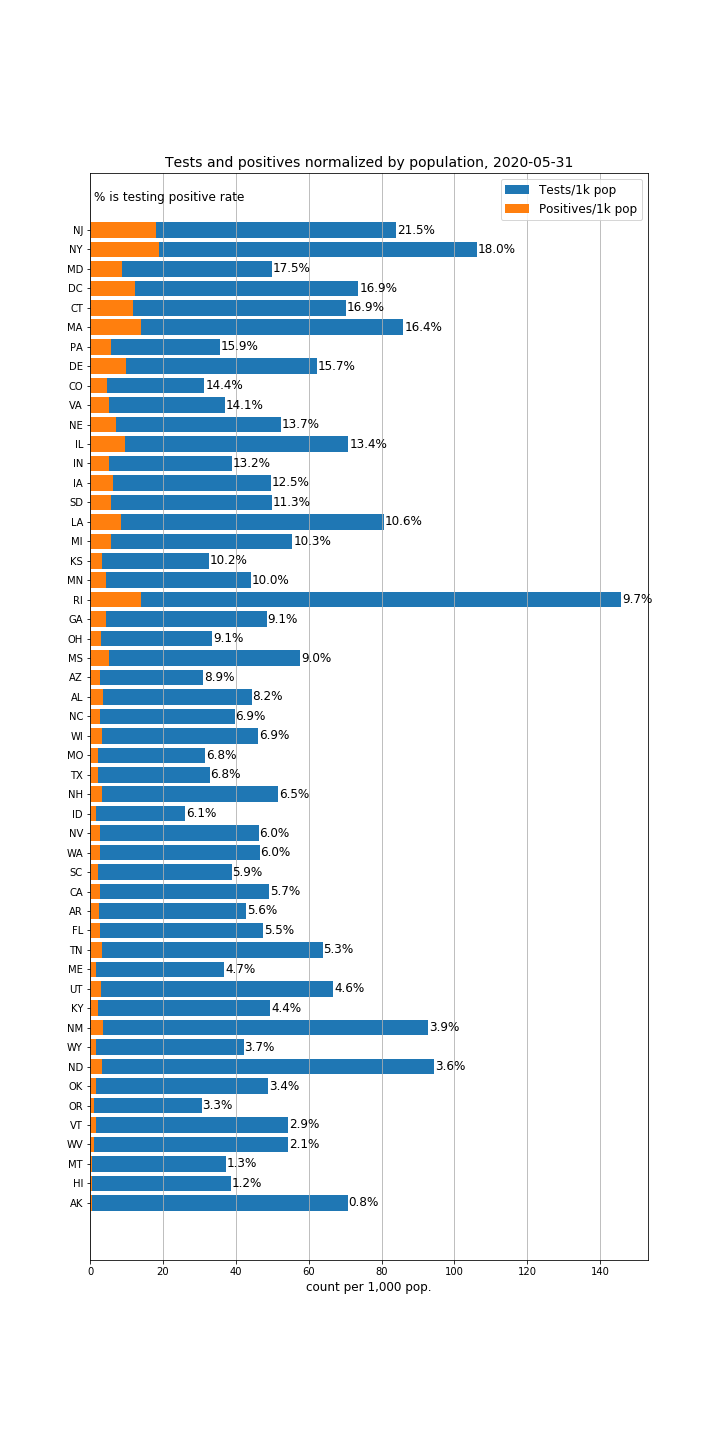 Tests and positives normalized by population, 2020-05-31
% is testing positive rate
Tests/1k pop
Positives/1k pop
NJ 21.5%
NY 18.0%
MD 17.5%
DC 16.9%
CT 16.9%
MA 16.4%
PA 15.9%
DE 15.7%
CO 14.4%
VA 14.1%
NE 13.7%
IL 13.4%
IN 13.2%
IA 12.5%
SD 11.3%
LA 10.6%
MI 10.3%
KS 10.2%
MN 10.0%
RI 9.7%
GA 9.1%
OH 9.1%
MS 9.0%
AZ 8.9%
AL 8.2%
NC 6.9%
WI 6.9%
MO 6.8%
TX 6.8%
NH 6.5%
ID 6.1%
NV 6.0%
WA 6.0%
SC 5.9%
CA 5.7%
AR 5.6%
FL 5.5%
TN 5.3%
ME 4.7%
UT 4.6%
KY 4.4%
NM 3.9%
WY 3.7%
ND 3.6%
OK 3.4%
OR 3.3%
VT 2.9%
WV 2.1%
MT 1.3%
HI 1.2%
AK 0.8%
0 20 40 60 80 100 120 140
count per 1,000 pop.